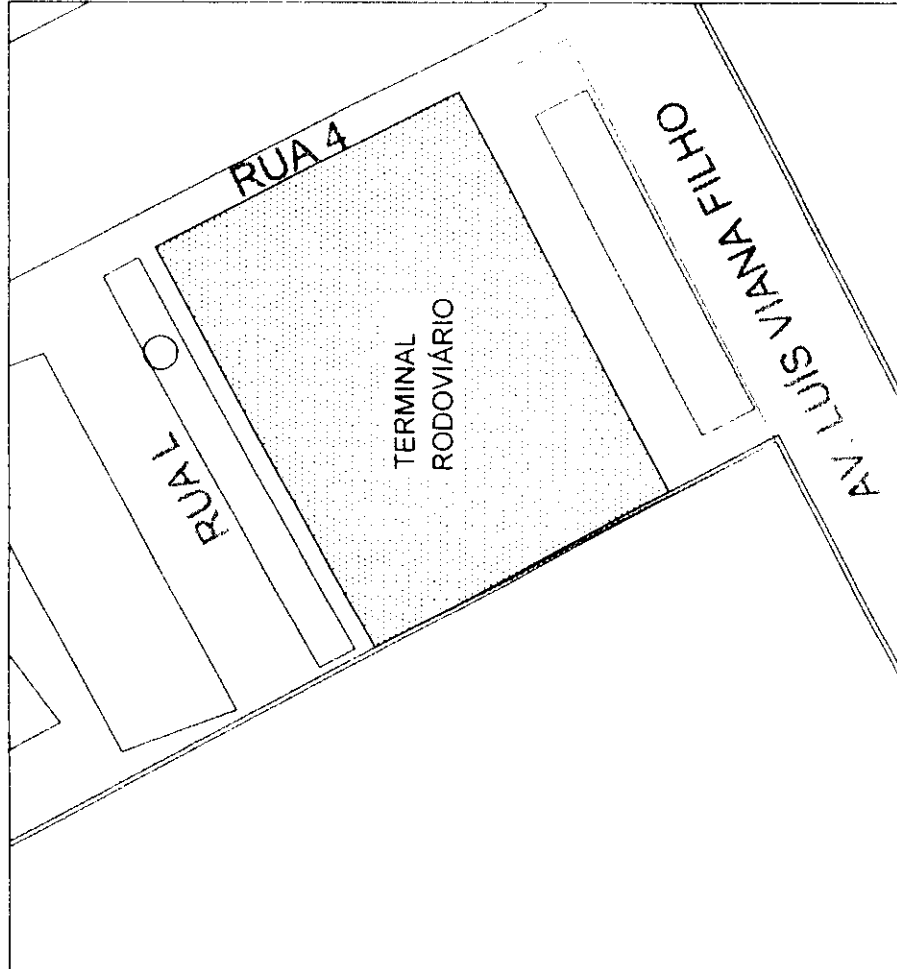 RUA 4
RUA L
TERMINAL
RODOVIÁRIO
AV. LUÍS VIANA FILHO